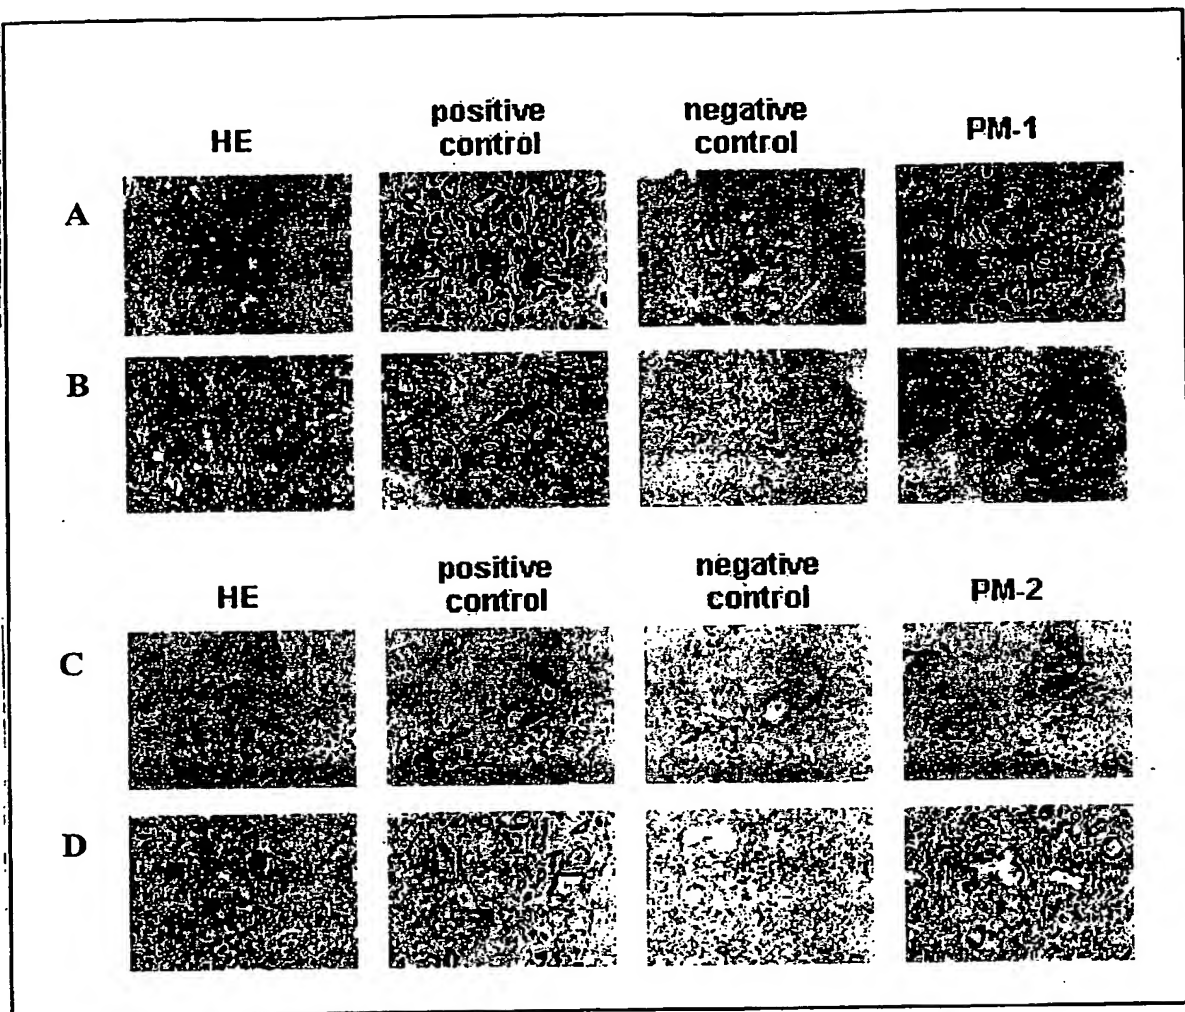 HE
positive
control
negative
control
PM-1
A
B
HE
positive
control
negative
control
PM-2
C
D